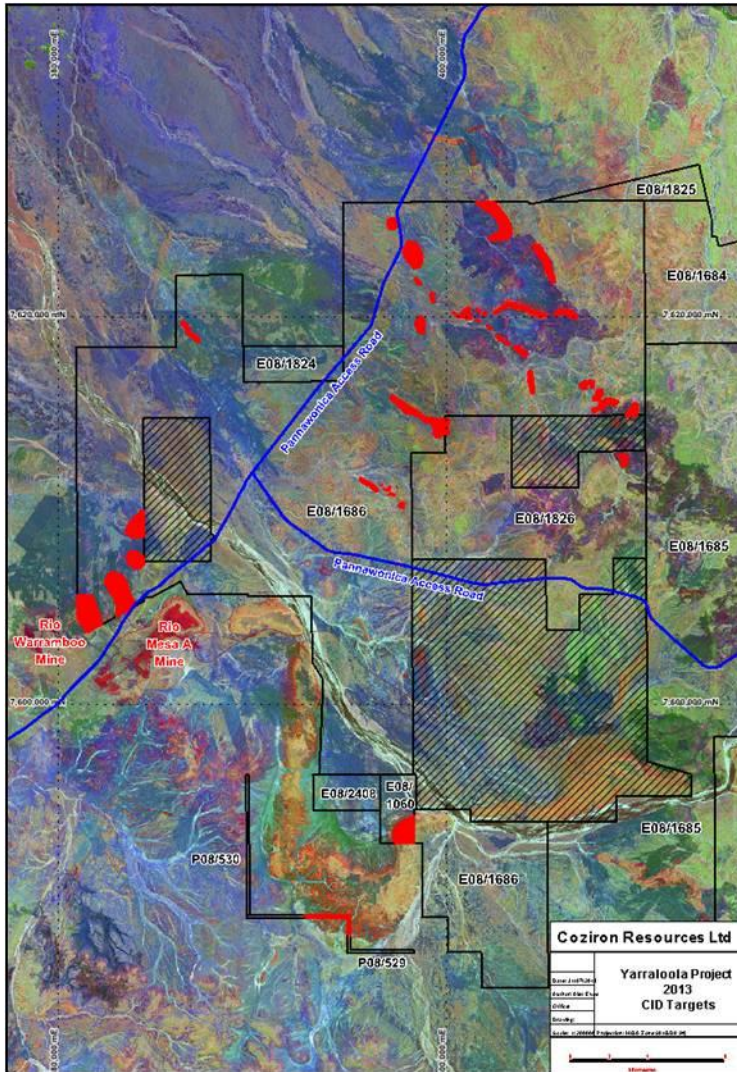 E08/1825
E08/1684
7,620,000 mN
7,620,000 mN
E08/1824
Pannawonica Access Road
E08/1686
E08/1826
E08/1685
Pannawonica Access Road
Rio
Warramboo
Mine
Rio
Mesa A
Mine
7,600,000 mN
7,600,000 mN
E08/2408
E08/
1060
E08/1685
P08/530
E08/1686
P08/529
Coziron Resources Ltd
Yarraloola Project
2013
CID Targets